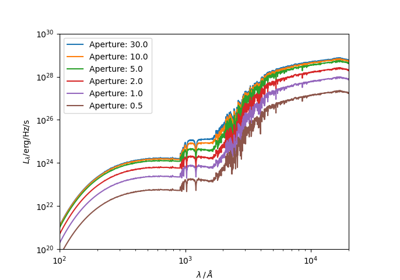 10^30
10^28
10^26
10^24
10^22
10^20
L_ν/erg/Hz/s
Aperture: 30.0
Aperture: 10.0
Aperture: 5.0
Aperture: 2.0
Aperture: 1.0
Aperture: 0.5
10^2 10^3 10^4
λ / Å